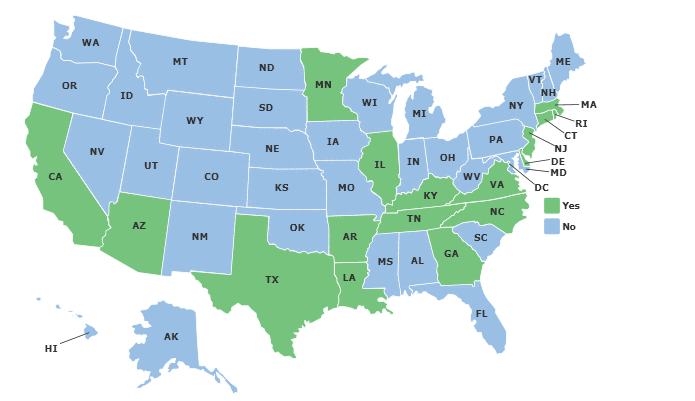 WA
MT
ND
MN
ME
VT
NH
OR
ID
SD
WI
MI
NY
MA
RI
CT
WY
IA
PA
NJ
NV
UT
NE
IL
IN
OH
DE
MD
CA
CO
KS
MO
KY
WV
VA
DC
Yes
AZ
NM
OK
AR
TN
NC
No
TX
LA
MS
AL
GA
SC
FL
AK
HI